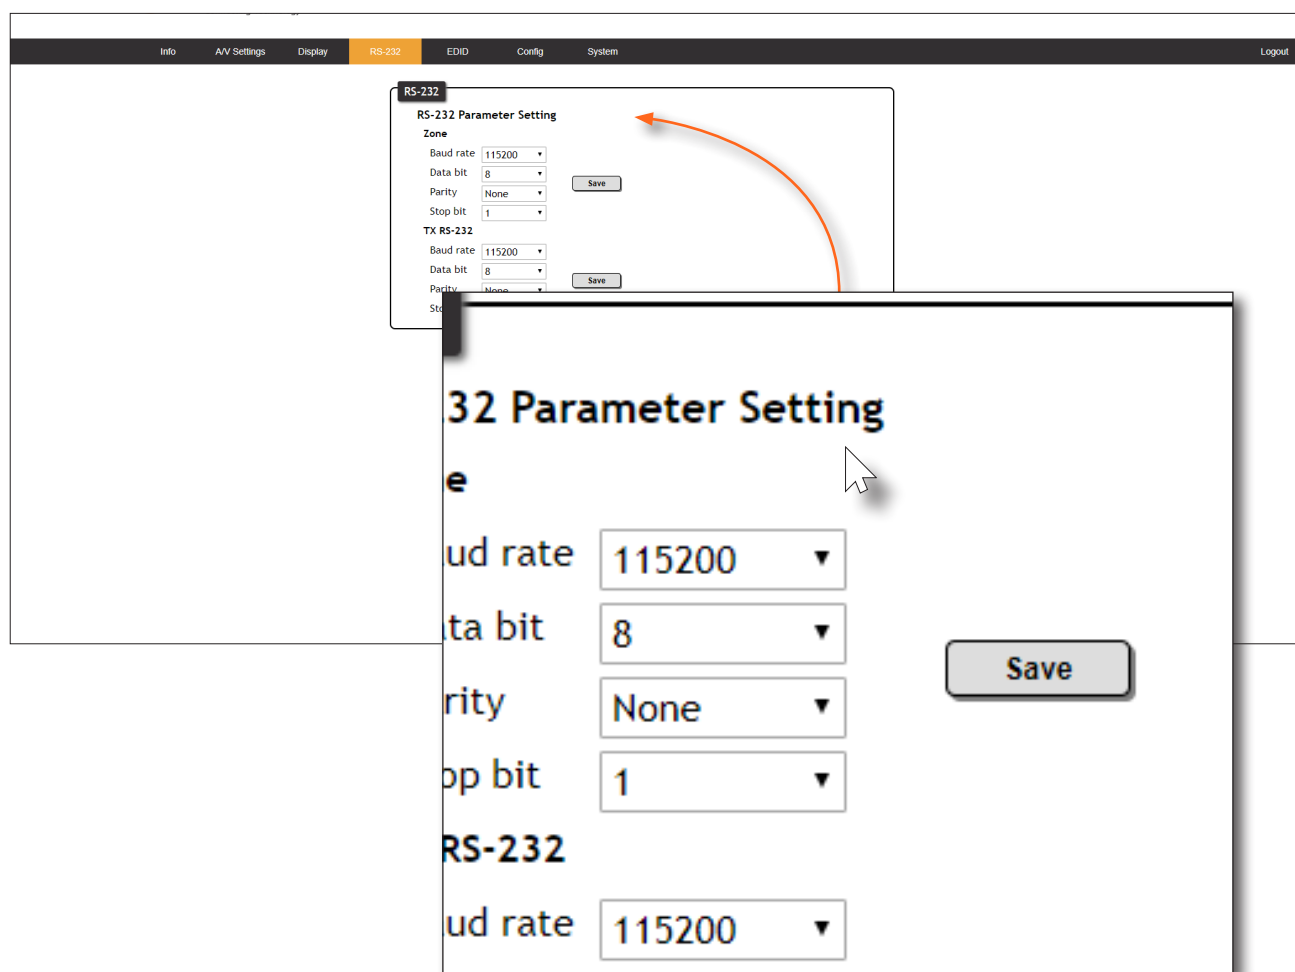 Info A/V Settings Display RS-232 EDID Config System Logout
RS-232
RS-232 Parameter Setting
Zone
Baud rate 115200
Data bit 8
Save
Parity None
Stop bit 1
TX RS-232
Baud rate 115200
Data bit 8
Save
Parity None
Sto
32 Parameter Setting
e
ud rate 115200
ta bit 8
Save
rity None
op bit 1
RS-232
ud rate 115200